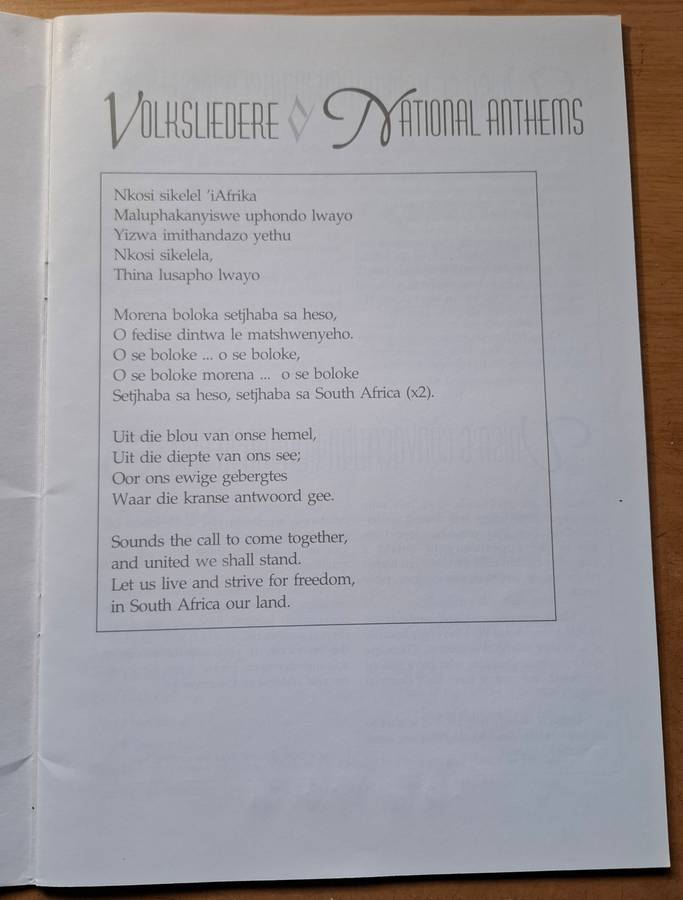 VOLKSLIEDERE ◊ NATIONAL ANTHEMS
Nkosi sikelel 'iAfrika
Maluphakanyiswe uphondo lwayo
Yizwa imithandazo yethu
Nkosi sikelela,
Thina lusapho lwayo
Morena boloka setjhaba sa heso,
O fedise dintwa le matshwenyeho.
O se boloke ... o se boloke,
O se boloke morena ... o se boloke
Setjhaba sa heso, setjhaba sa South Africa (x2).
Uit die blou van onse hemel,
Uit die diepte van ons see;
Oor ons ewige gebergtes
Waar die kranse antwoord gee.
Sounds the call to come together,
and united we shall stand.
Let us live and strive for freedom,
in South Africa our land.